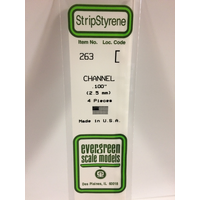 StripStyrene
Item No. Loc. Code
263 [
CHANNEL
.100"
(2.5 mm)
4 Pieces
Made in U.S.A.
evergreen
scale models
Des Plaines, IL 60018